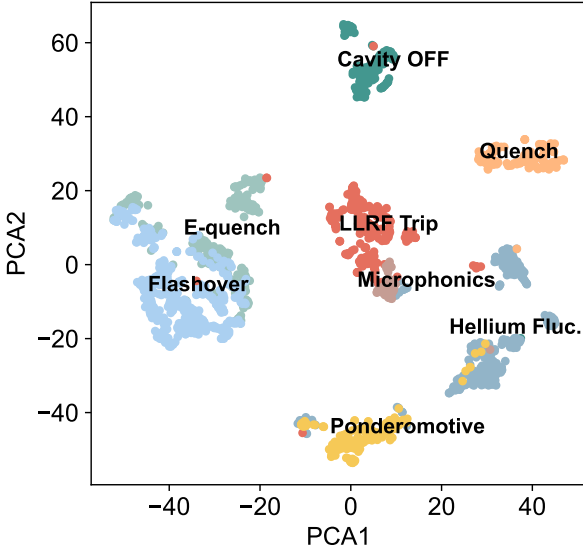 60
40
20
0
−20
−40
−40
−20
0
20
40
PCA1
PCA2
Cavity OFF
Quench
E-quench
LLRF Trip
Flashover
Microphonics
Hellium Fluc.
Ponderomotive